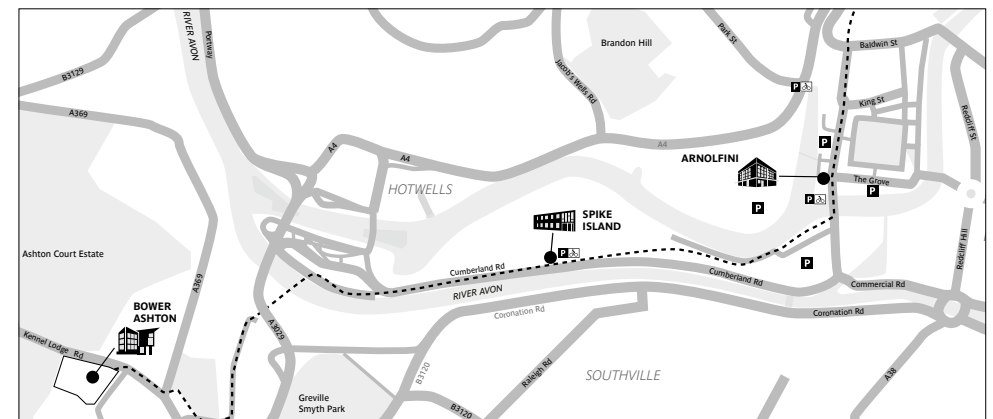 RIVER AVON
Portway
B3129
A369
Brandon Hill
Park St
Jacob's Wells Rd
P
Baldwin St
King St
Redcliff St
P
A4
A4
A4
ARNOLFINI
The Grove
P
P
P
HOTWELLS
SPIKE
ISLAND
P
Ashton Court Estate
A369
Cumberland Rd
RIVER AVON
Cumberland Rd
P
Redcliff Hill
Commercial Rd
Coronation Rd
Coronation Rd
BOWER
ASHTON
Kennel Lodge Rd
A3029
Greville
Smyth Park
B3120
B3120
Raleigh Rd
SOUTHVILLE
A38